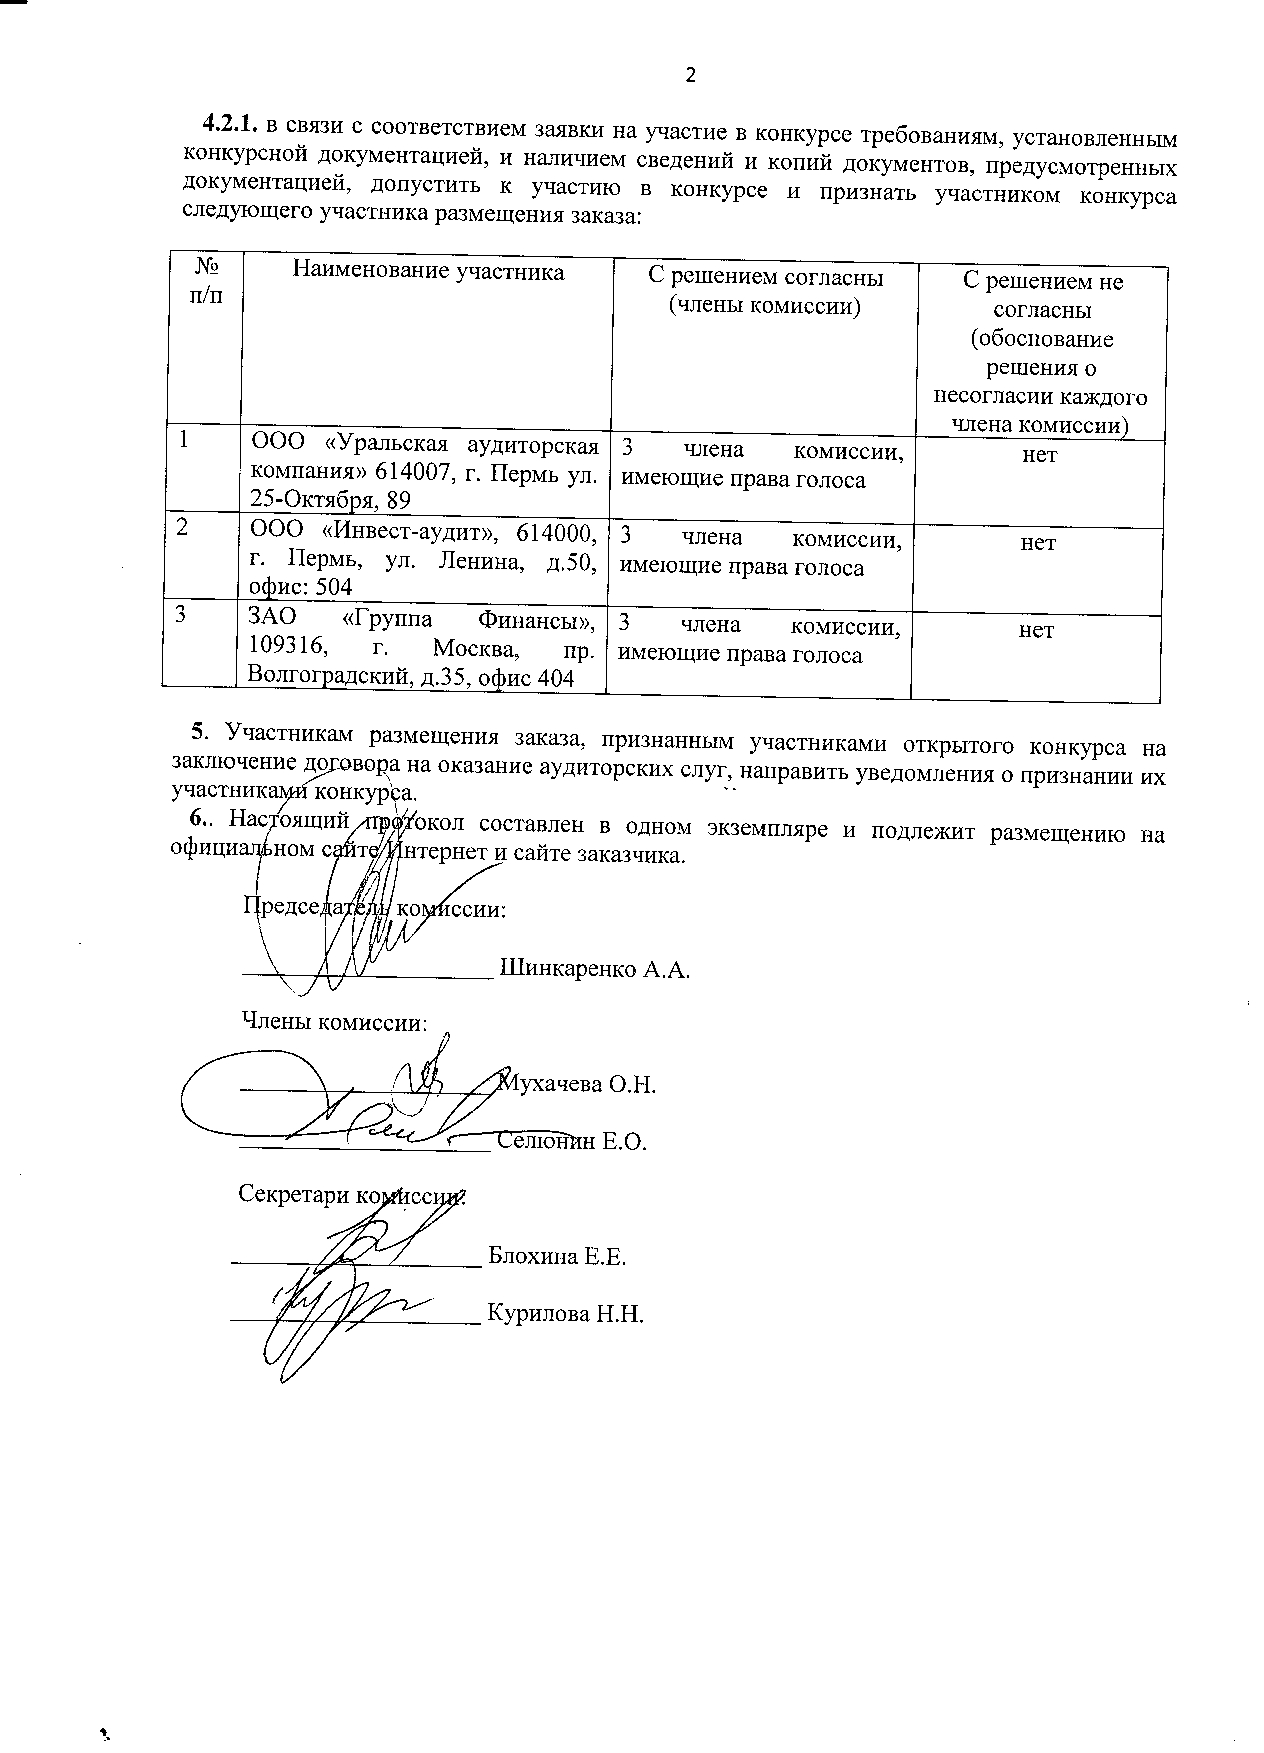 2
4.2.1. в связи с соответствием заявки на участие в конкурсе требованиям, установленным
конкурсной документацией, и наличием сведений и копий документов, предусмотренных
документацией, допустить к участию в конкурсе и признать участником конкурса
следующего участника размещения заказа:
№
п/п
Наименование участника
С решением согласны
(члены комиссии)
С решением не
согласны
(обоснование
решения о
несогласии каждого
члена комиссии)
1
ООО «Уральская аудиторская
компания» 614007, г. Пермь ул.
25-Октября, 89
3 члена комиссии,
имеющие права голоса
нет
2
ООО «Инвест-аудит», 614000,
г. Пермь, ул. Ленина, д.50,
офис: 504
3 члена комиссии,
имеющие права голоса
нет
3
ЗАО «Группа Финансы»,
109316, г. Москва, пр.
Волгоградский, д.35, офис 404
3 члена комиссии,
имеющие права голоса
нет
5. Участникам размещения заказа, признанным участниками открытого конкурса на
заключение договора на оказание аудиторских слуг, направить уведомления о признании их
участниками конкурса.
6.. Настоящий протокол составлен в одном экземпляре и подлежит размещению на
официальном сайте Интернет и сайте заказчика.
Председатель комиссии:
Шинкаренко А.А.
Члены комиссии:
Мухачева О.Н.
Селюнин Е.О.
Секретари комиссии:
Блохина Е.Е.
Курилова Н.Н.